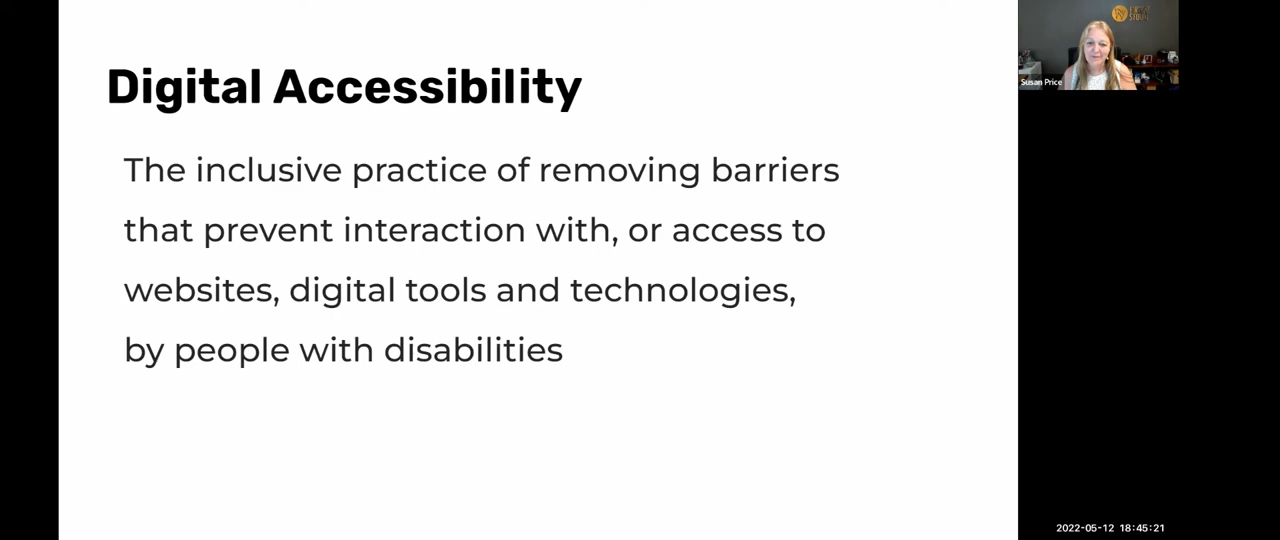 Digital Accessibility
The inclusive practice of removing barriers
that prevent interaction with, or access to
websites, digital tools and technologies,
by people with disabilities
Susan Price
2022-05-12 18:45:21